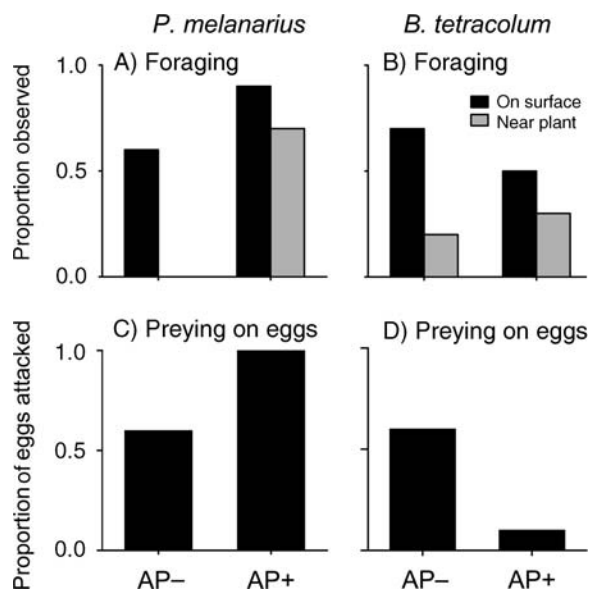 P. melanarius
B. tetracolum
A) Foraging
B) Foraging
On surface
Near plant
Proportion observed
1.0
0.5
0.0
C) Preying on eggs
D) Preying on eggs
Proportion of eggs attacked
1.0
0.5
0.0
AP−
AP+
AP−
AP+